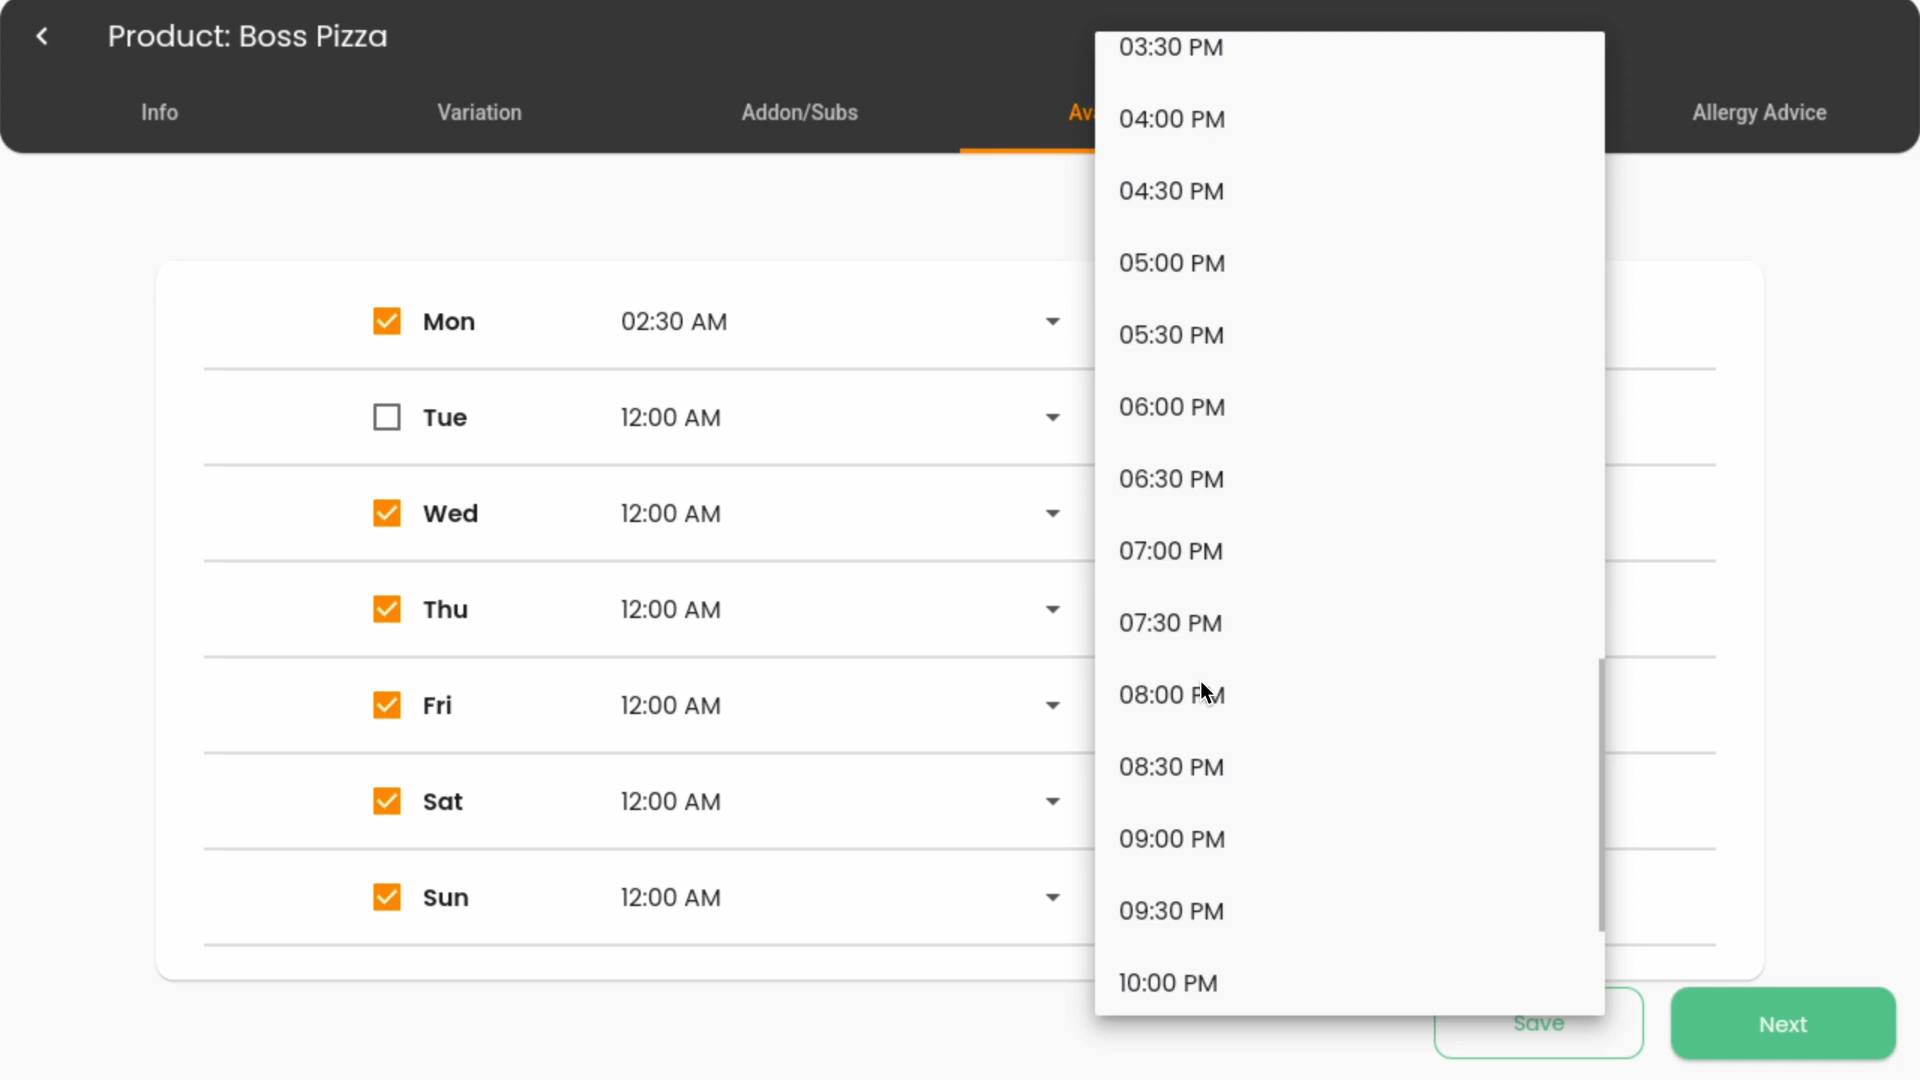 Product: Boss Pizza
Info
Variation
Addon/Subs
Ava
Allergy Advice
Mon 02:30 AM
Tue 12:00 AM
Wed 12:00 AM
Thu 12:00 AM
Fri 12:00 AM
Sat 12:00 AM
Sun 12:00 AM
03:30 PM
04:00 PM
04:30 PM
05:00 PM
05:30 PM
06:00 PM
06:30 PM
07:00 PM
07:30 PM
08:00 PM
08:30 PM
09:00 PM
09:30 PM
10:00 PM
Save
Next